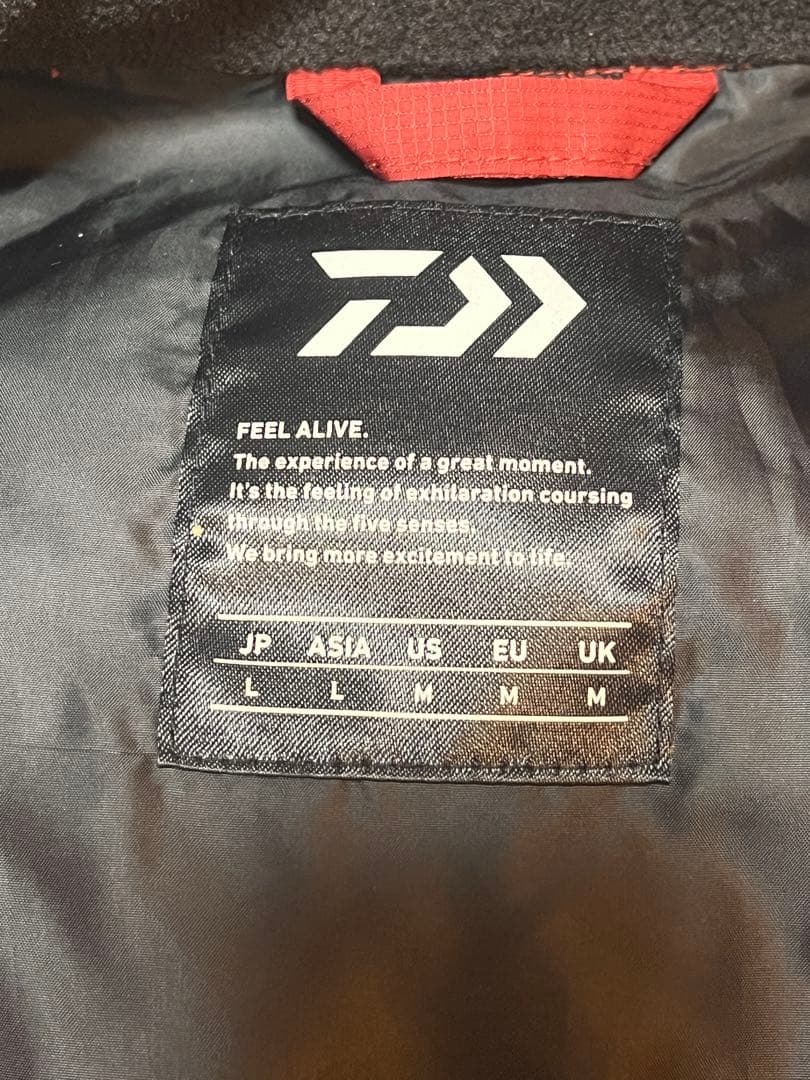 FEEL ALIVE.
The experience of a great moment.
It's the feeling of exhilaration coursing
through the five senses.
We bring more excitement to life.
JP ASIA US EU UK
L L M M M